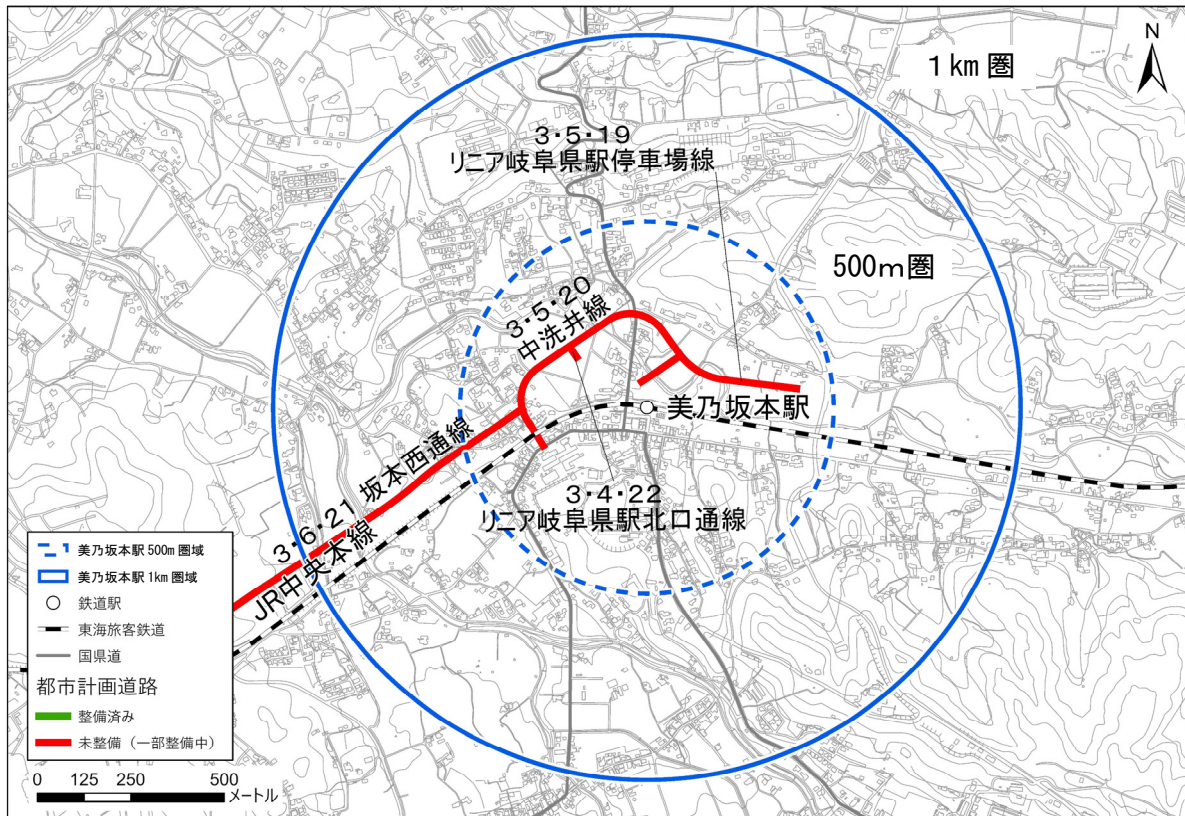 1km圏
N
3・5・19
リニア岐阜県駅停車場線
500m圏
3・5・20
中洗井線
美乃坂本駅
3・6・21 坂本西通線
JR中央本線
3・4・22
リニア岐阜県駅北口通線
美乃坂本駅 500m 圏域
美乃坂本駅 1km 圏域
鉄道駅
東海旅客鉄道
国県道
都市計画道路
整備済み
未整備（一部整備中）
0 125 250 500
メートル